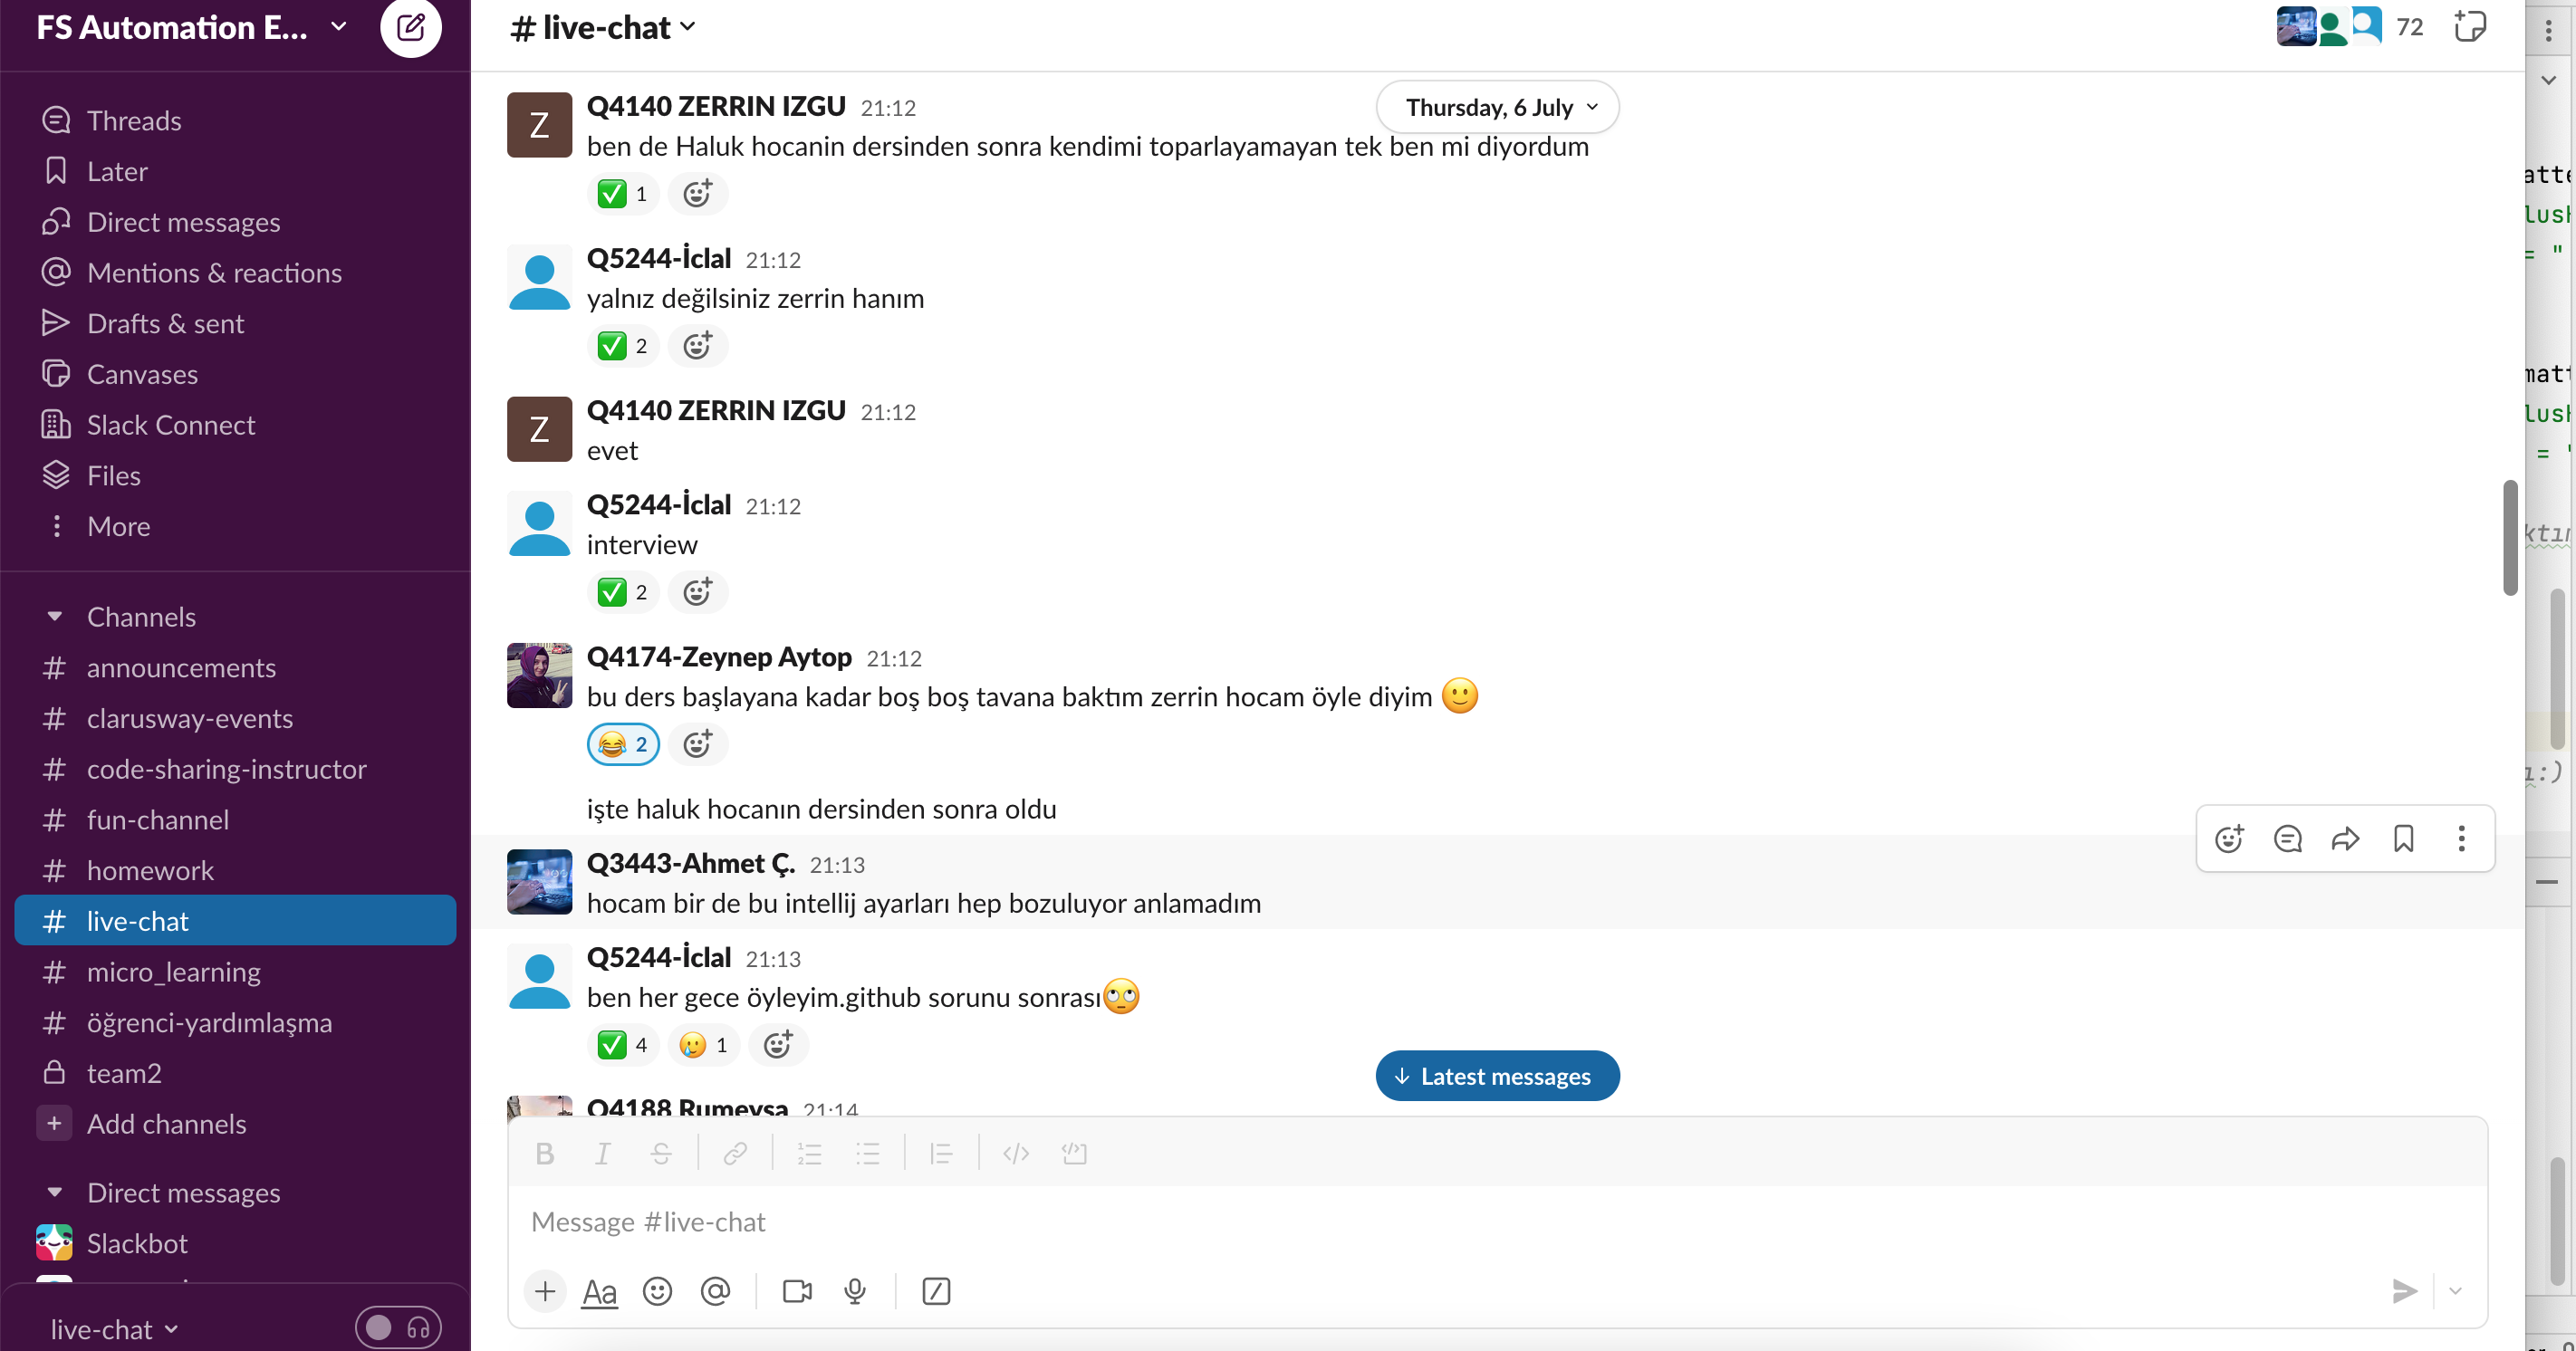 FS Automation E...
Threads
Later
Direct messages
Mentions & reactions
Drafts & sent
Canvases
Slack Connect
Files
More
Channels
# announcements
# clarusway-events
# code-sharing-instructor
# fun-channel
# homework
# live-chat
# micro_learning
# öğrenci-yardımlaşma
team2
+ Add channels
Direct messages
Slackbot
live-chat
# live-chat
72
Thursday, 6 July
Z
Q4140 ZERRIN IZGU 21:12
ben de Haluk hocanin dersinden sonra kendimi toparlayamayan tek ben mi diyordum
✅ 1
Q5244-İclal 21:12
yalnız değilsiniz zerrin hanım
✅ 2
Z
Q4140 ZERRIN IZGU 21:12
evet
Q5244-İclal 21:12
interview
✅ 2
Q4174-Zeynep Aytop 21:12
bu ders başlayana kadar boş boş tavana baktım zerrin hocam öyle diyim 🙂
😂 2
işte haluk hocanın dersinden sonra oldu
Q3443-Ahmet Ç. 21:13
hocam bir de bu intellij ayarları hep bozuluyor anlamadım
Q5244-İclal 21:13
ben her gece öyleyim.github sorunu sonrası🙄
✅ 4 🥲 1
Latest messages
Q4188 Rumeysa 21:14
B I S
Message #live-chat
+ Aa @